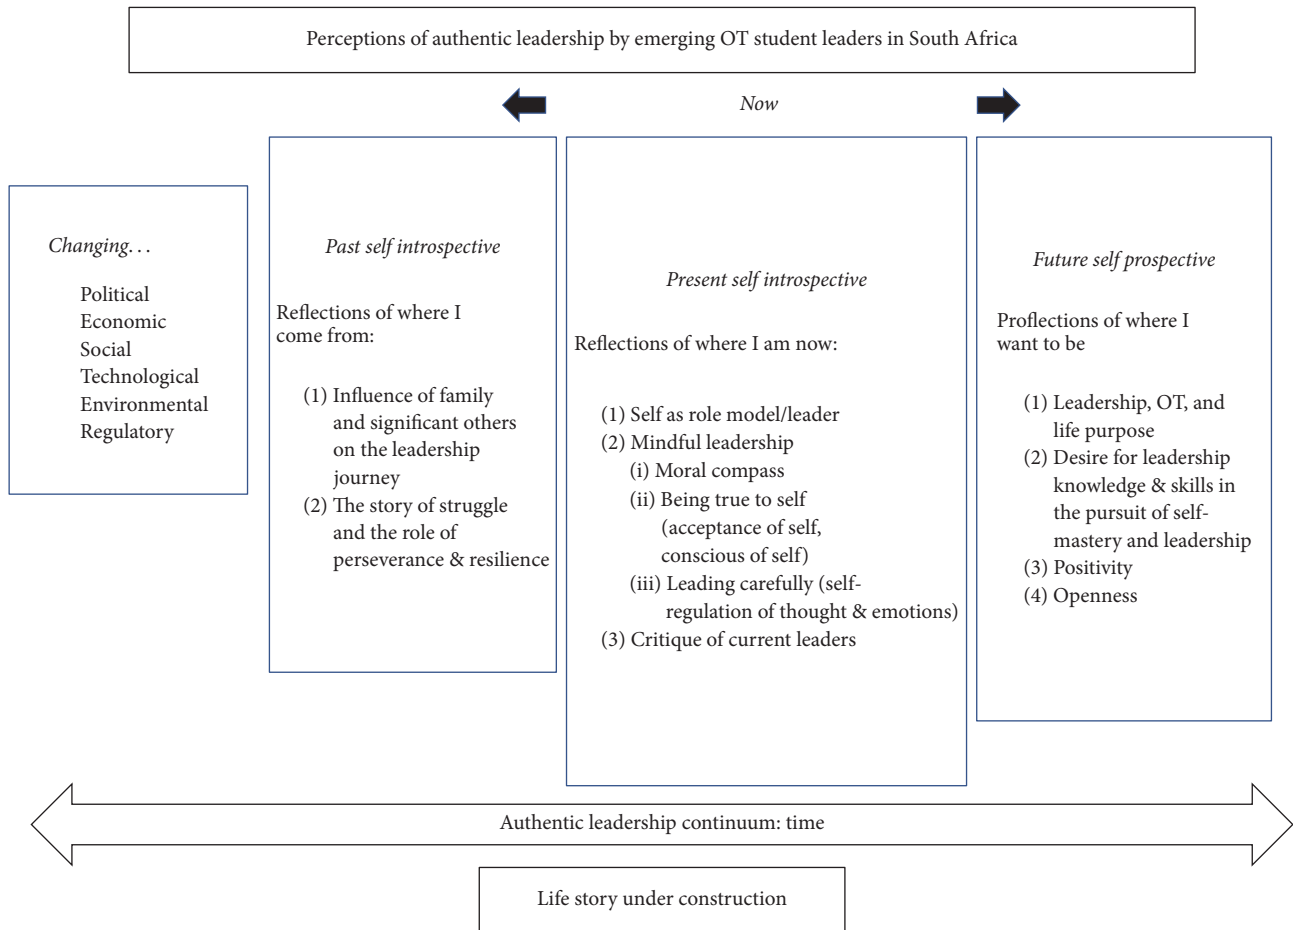 Perceptions of authentic leadership by emerging OT student leaders in South Africa
Now
Changing...
Political
Economic
Social
Technological
Environmental
Regulatory
Past self introspective
Reflections of where I
come from:
(1) Influence of family
and significant others
on the leadership
journey
(2) The story of struggle
and the role of
perseverance & resilience
Present self introspective
Reflections of where I am now:
(1) Self as role model/leader
(2) Mindful leadership
(i) Moral compass
(ii) Being true to self
(acceptance of self,
conscious of self)
(iii) Leading carefully (self-
regulation of thought & emotions)
(3) Critique of current leaders
Future self prospective
Proflections of where I
want to be
(1) Leadership, OT, and
life purpose
(2) Desire for leadership
knowledge & skills in
the pursuit of self-
mastery and leadership
(3) Positivity
(4) Openness
Authentic leadership continuum: time
Life story under construction